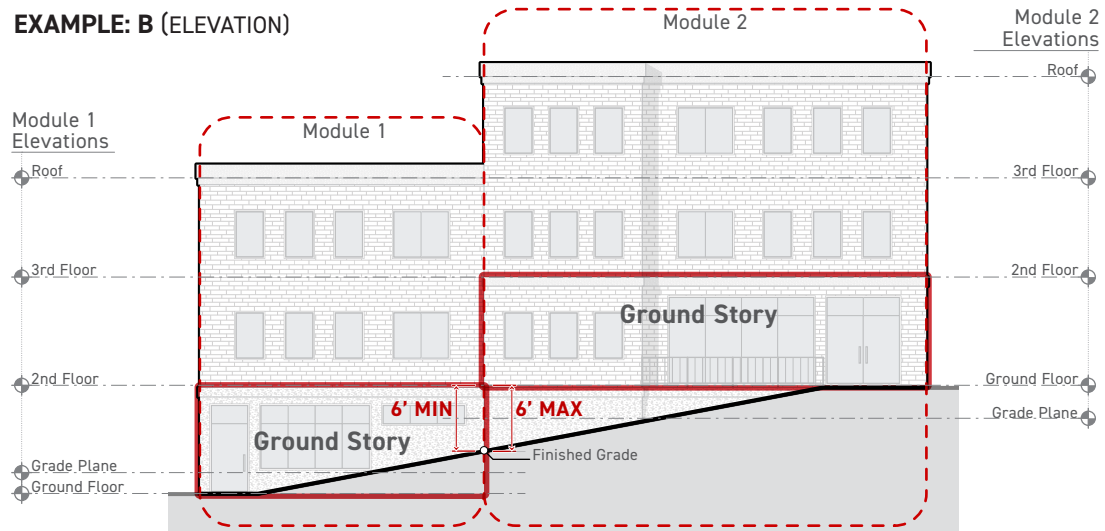 EXAMPLE: B (ELEVATION)
Module 2
Module 2
Elevations
Roof
Module 1
Elevations
Module 1
Roof
3rd Floor
3rd Floor
2nd Floor
Ground Story
2nd Floor
Ground Floor
6’ MIN
6’ MAX
Grade Plane
Ground Story
Finished Grade
Grade Plane
Ground Floor